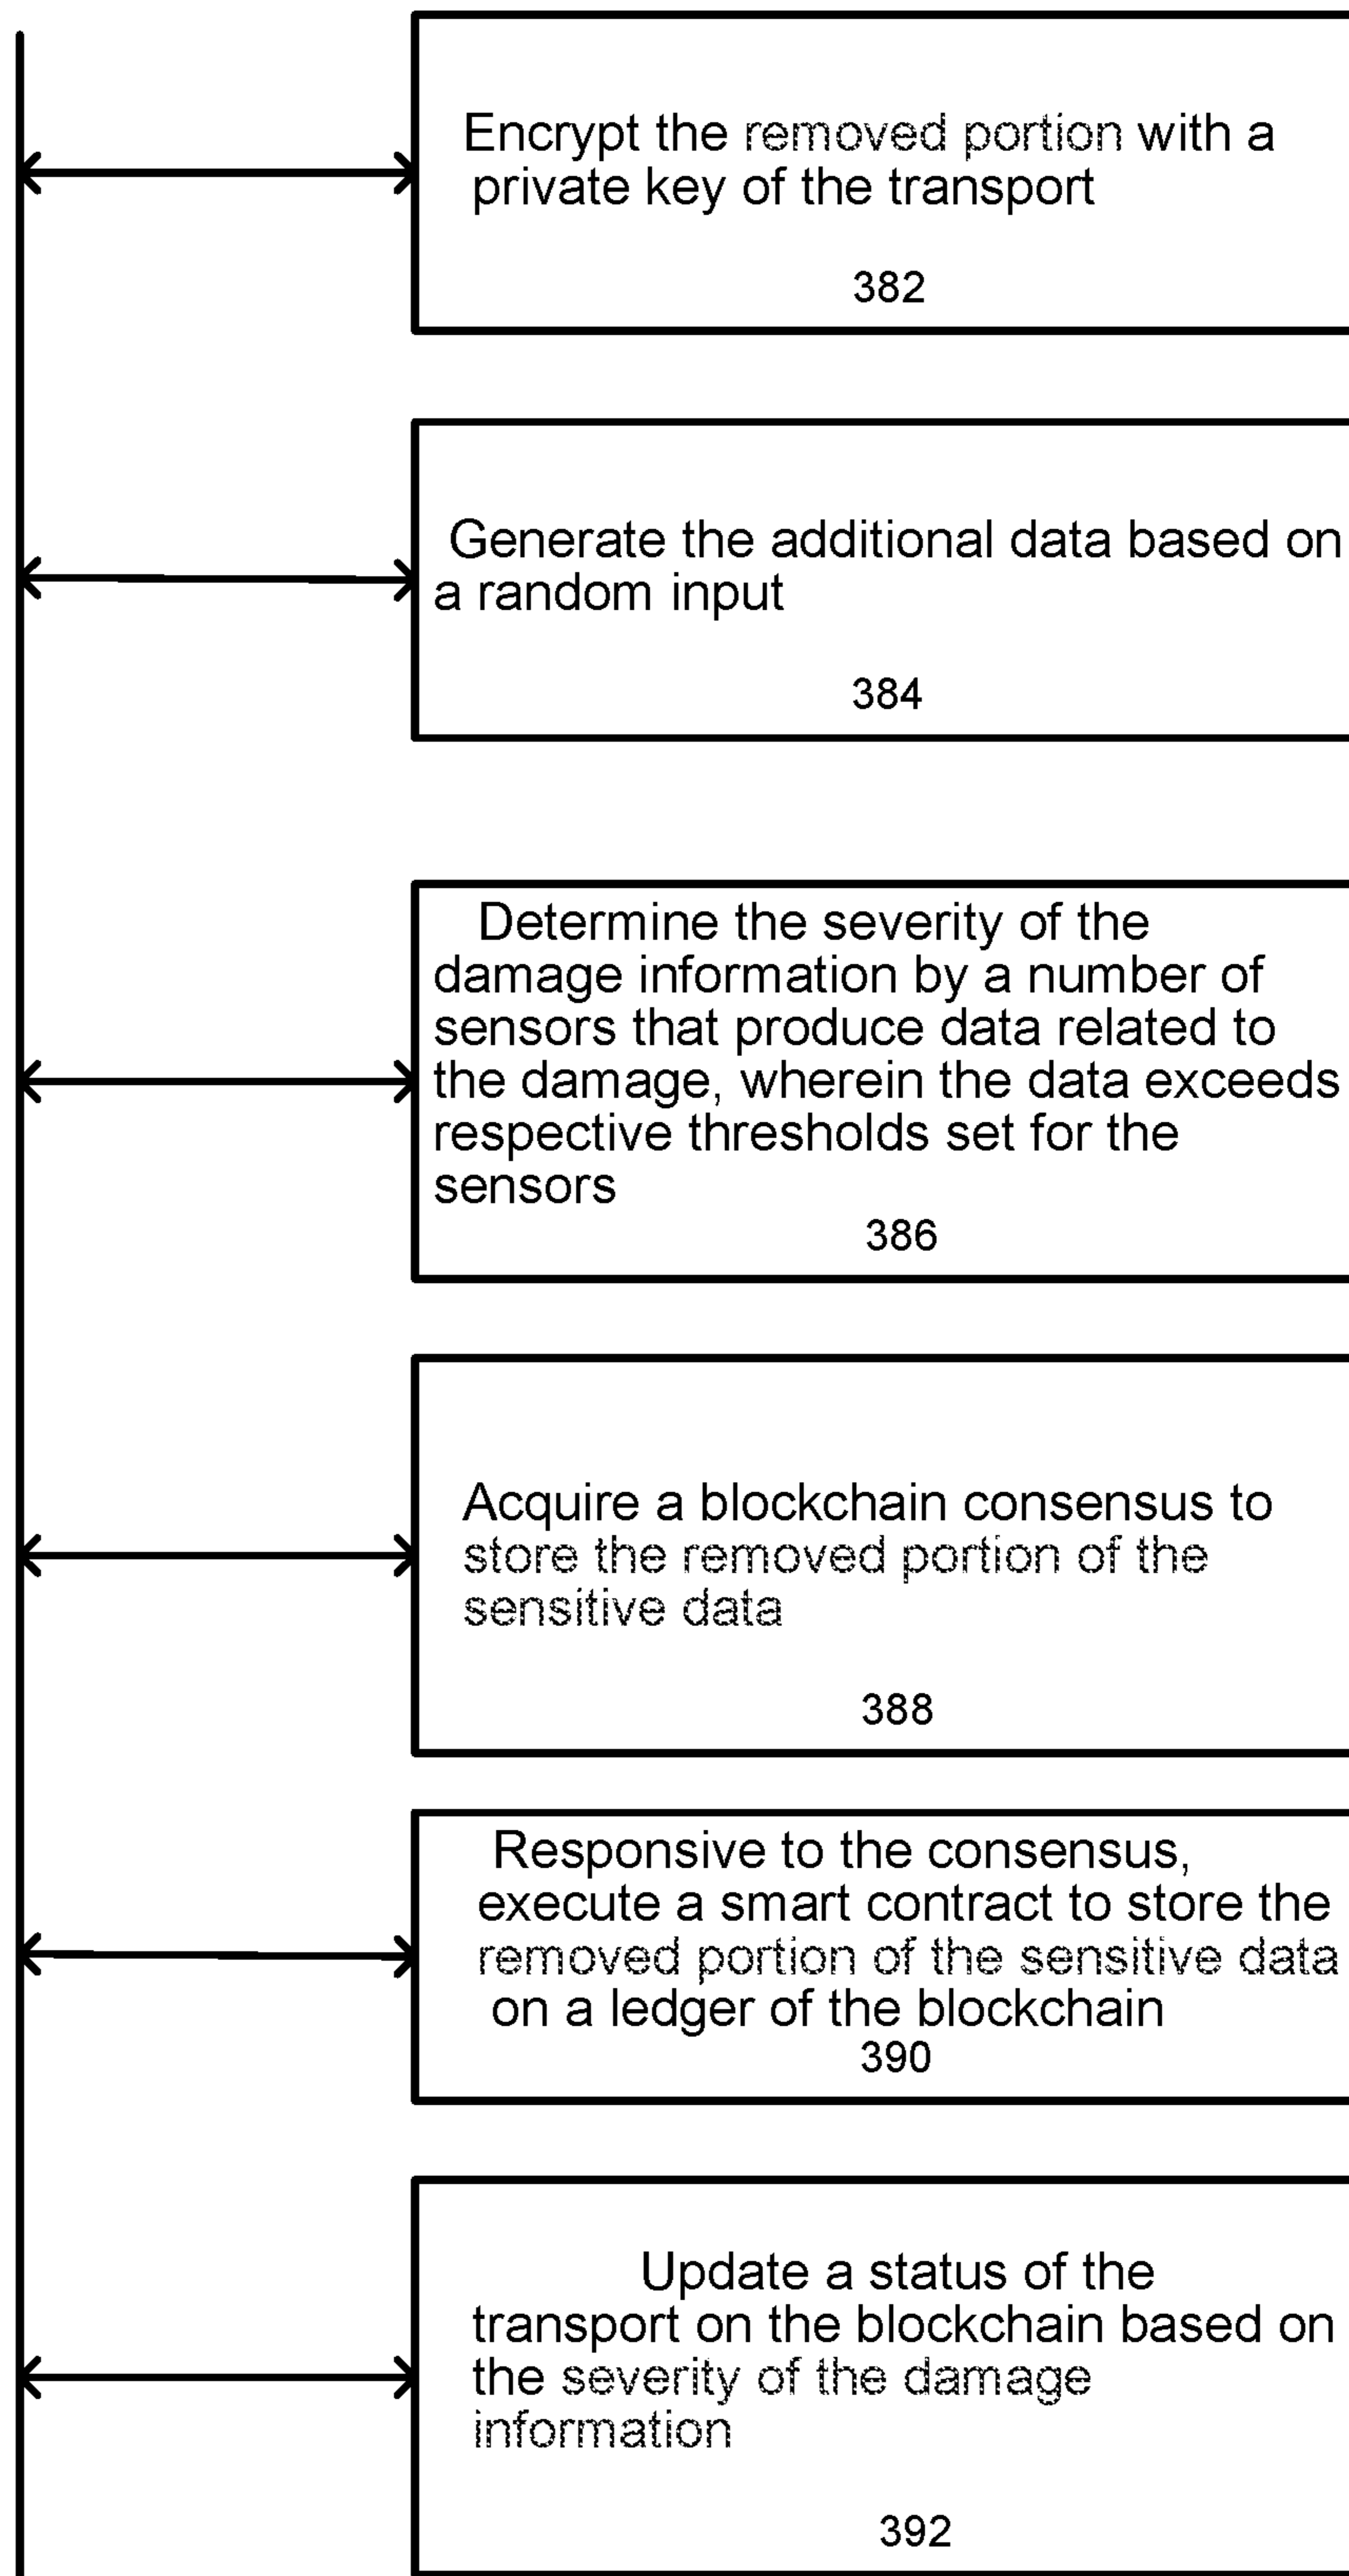 Encrypt the removed portion with a
private key of the transport
382
Generate the additional data based on
a random input
384
Determine the severity of the
damage information by a number of
sensors that produce data related to
the damage, wherein the data exceeds
respective thresholds set for the
sensors
386
Acquire a blockchain consensus to
store the removed portion of the
sensitive data
388
Responsive to the consensus,
execute a smart contract to store the
removed portion of the sensitive data
on a ledger of the blockchain
390
Update a status of the
transport on the blockchain based on
the severity of the damage
information
392